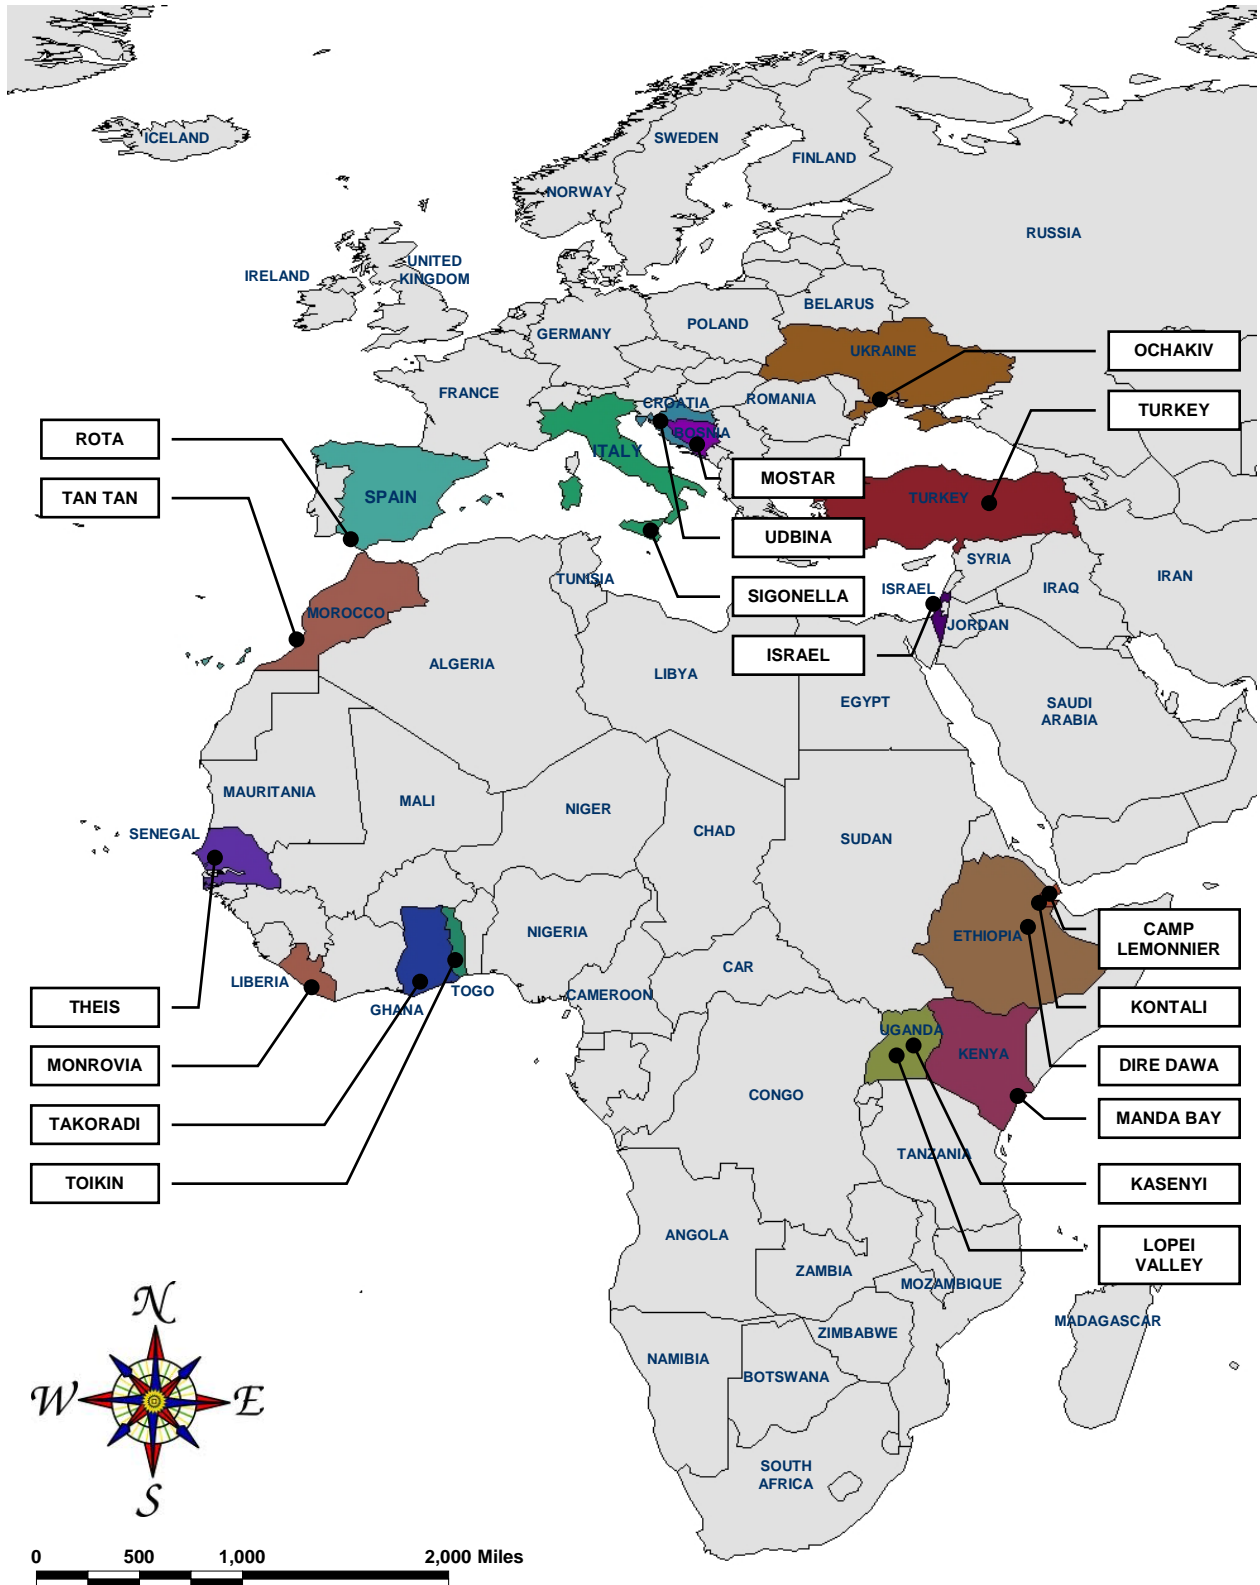 ICELAND
SWEDEN
FINLAND
NORWAY
RUSSIA
UNITED
KINGDOM
IRELAND
BELARUS
POLAND
GERMANY
UKRAINE
OCHAKIV
FRANCE
CROATIA
ROMANIA
TURKEY
ROTA
BOSNIA
ITALY
MOSTAR
TAN TAN
SPAIN
TURKEY
UDBINA
SYRIA
IRAN
TUNISIA
ISRAEL
IRAQ
SIGONELLA
MOROCCO
JORDAN
ISRAEL
ALGERIA
LIBYA
EGYPT
SAUDI
ARABIA
MAURITANIA
MALI
NIGER
CHAD
SENEGAL
SUDAN
NIGERIA
ETHIOPIA
CAMP
LEMONNIER
CAR
LIBERIA
TOGO
GHANA
CAMEROON
THEIS
KONTALI
UGANDA
KENYA
MONROVIA
DIRE DAWA
CONGO
MANDA BAY
TAKORADI
TANZANIA
TOIKIN
KASENYI
ANGOLA
LOPEI
VALLEY
ZAMBIA
MOZAMBIQUE
MADAGASCAR
ZIMBABWE
NAMIBIA
BOTSWANA
N
W
E
S
SOUTH
AFRICA
0 500 1,000 2,000 Miles